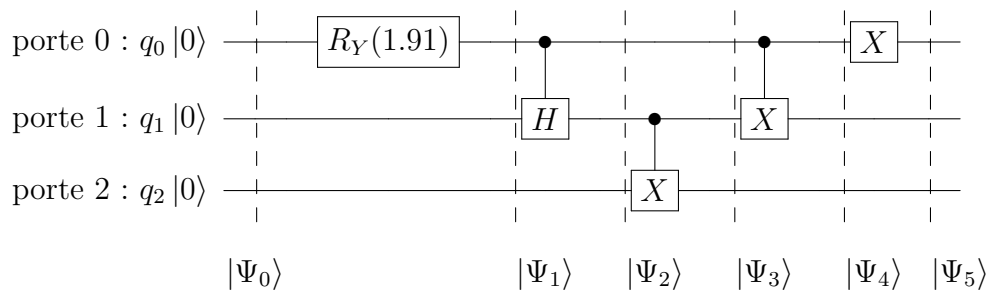 porte 0 : q₀ |0⟩ R_Y(1.91) X
porte 1 : q₁ |0⟩ H X
porte 2 : q₂ |0⟩ X
|Ψ₀⟩ |Ψ₁⟩ |Ψ₂⟩ |Ψ₃⟩ |Ψ₄⟩ |Ψ₅⟩